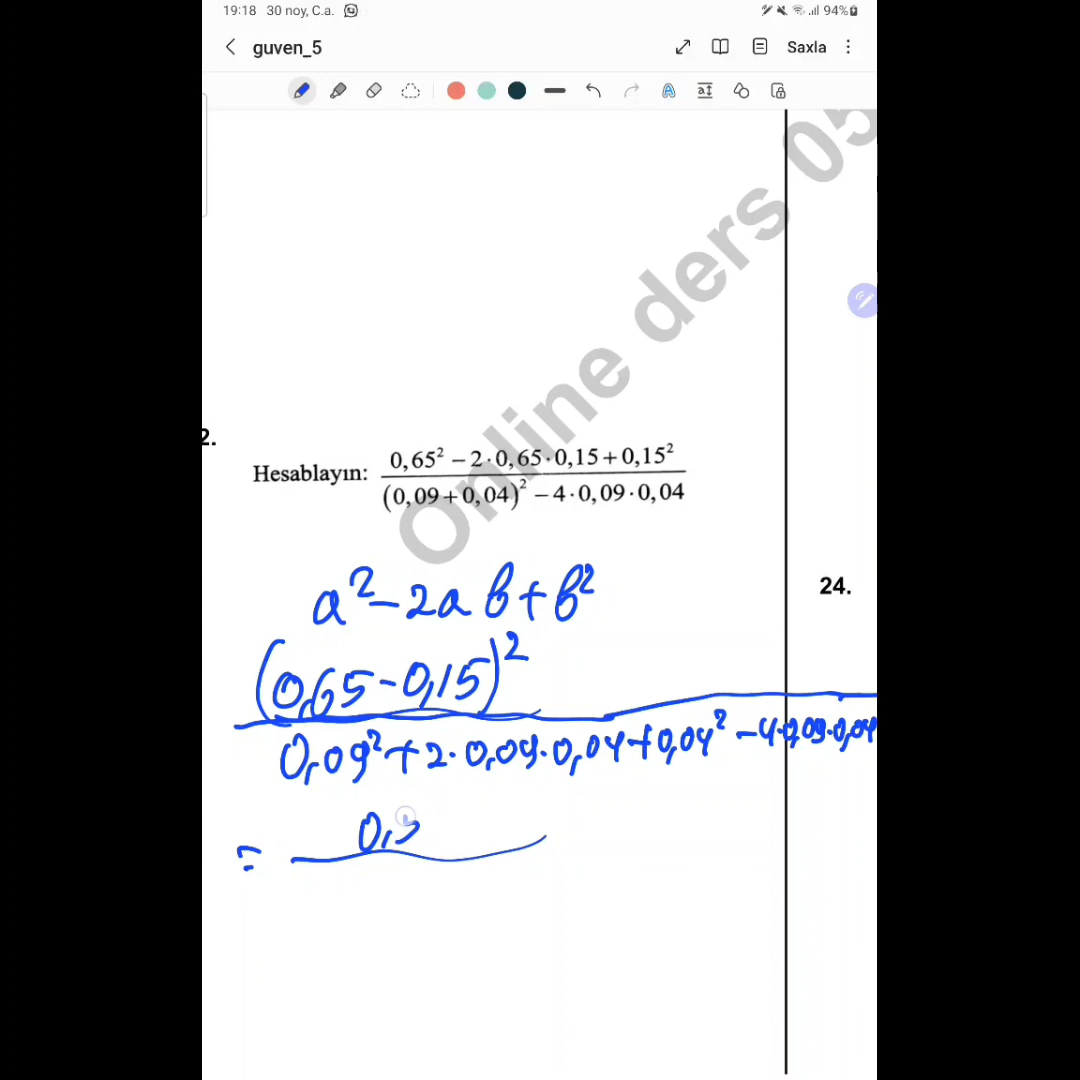 19:18 30 noy, C.a. 94%
guven_5 Saxla
Online ders 05
2.
Hesablayın: \frac{0,65² – 2·0,65·0,15+0,15²}{(0,09+0,04)² – 4·0,09·0,04}
a² – 2ab + b²
24.
(0,65 – 0,15)²
0,09² + 2·0,09·0,04 + 0,04² – 4·0,09·0,04
= 0,